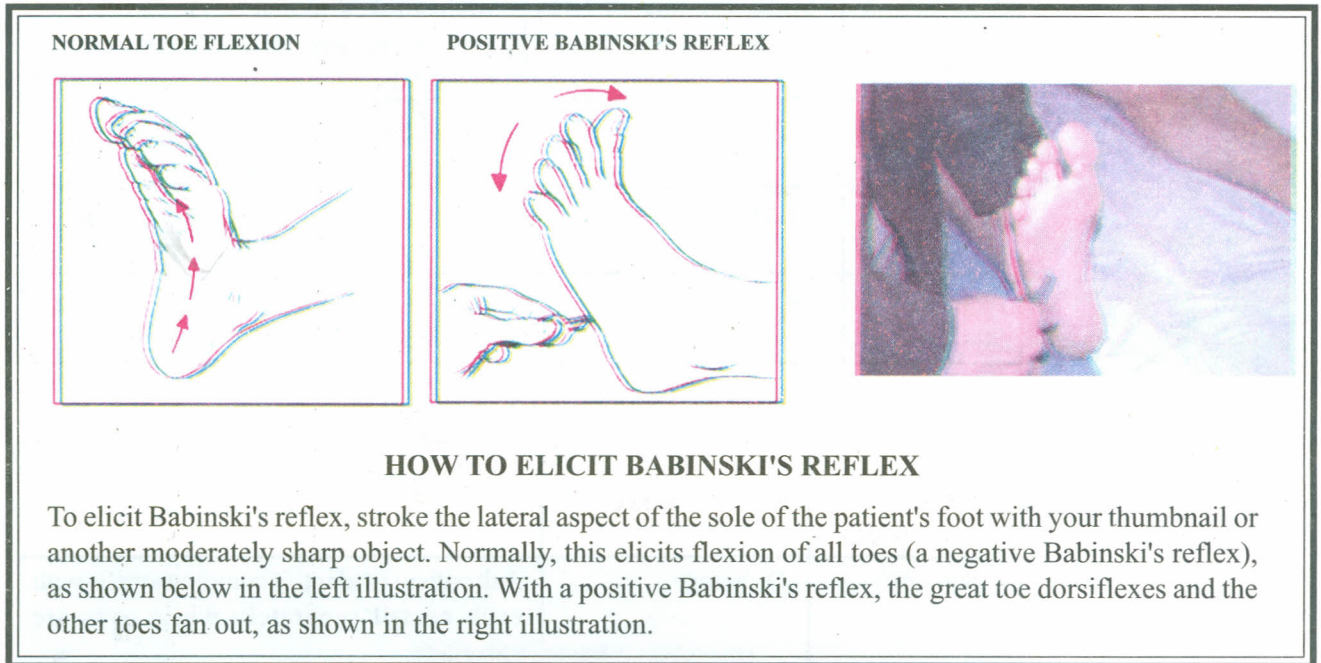 NORMAL TOE FLEXION
POSITIVE BABINSKI'S REFLEX
HOW TO ELICIT BABINSKI'S REFLEX
To elicit Babinski's reflex, stroke the lateral aspect of the sole of the patient's foot with your thumbnail or
another moderately sharp object. Normally, this elicits flexion of all toes (a negative Babinski's reflex),
as shown below in the left illustration. With a positive Babinski's reflex, the great toe dorsiflexes and the
other toes fan out, as shown in the right illustration.